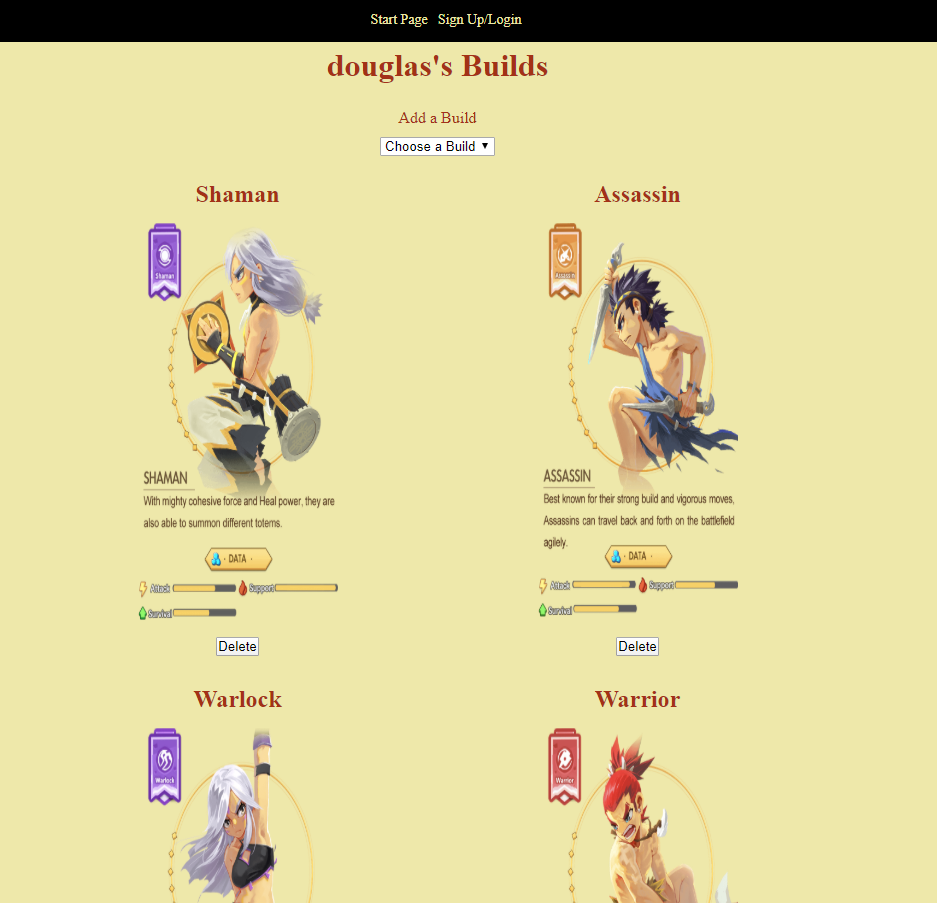 Start Page Sign Up/Login
douglas's Builds
Add a Build
Choose a Build
Shaman
Shaman
SHAMAN
With mighty cohesive force and Heal power, they are
also able to summon different totems.
DATA
Attack Support
Survival
Delete
Assassin
Assassin
ASSASSIN
Best known for their strong build and vigorous moves,
Assassins can travel back and forth on the battlefield
agilely.
DATA
Attack Support
Survival
Delete
Warlock
Warlock
Warrior
Warrior